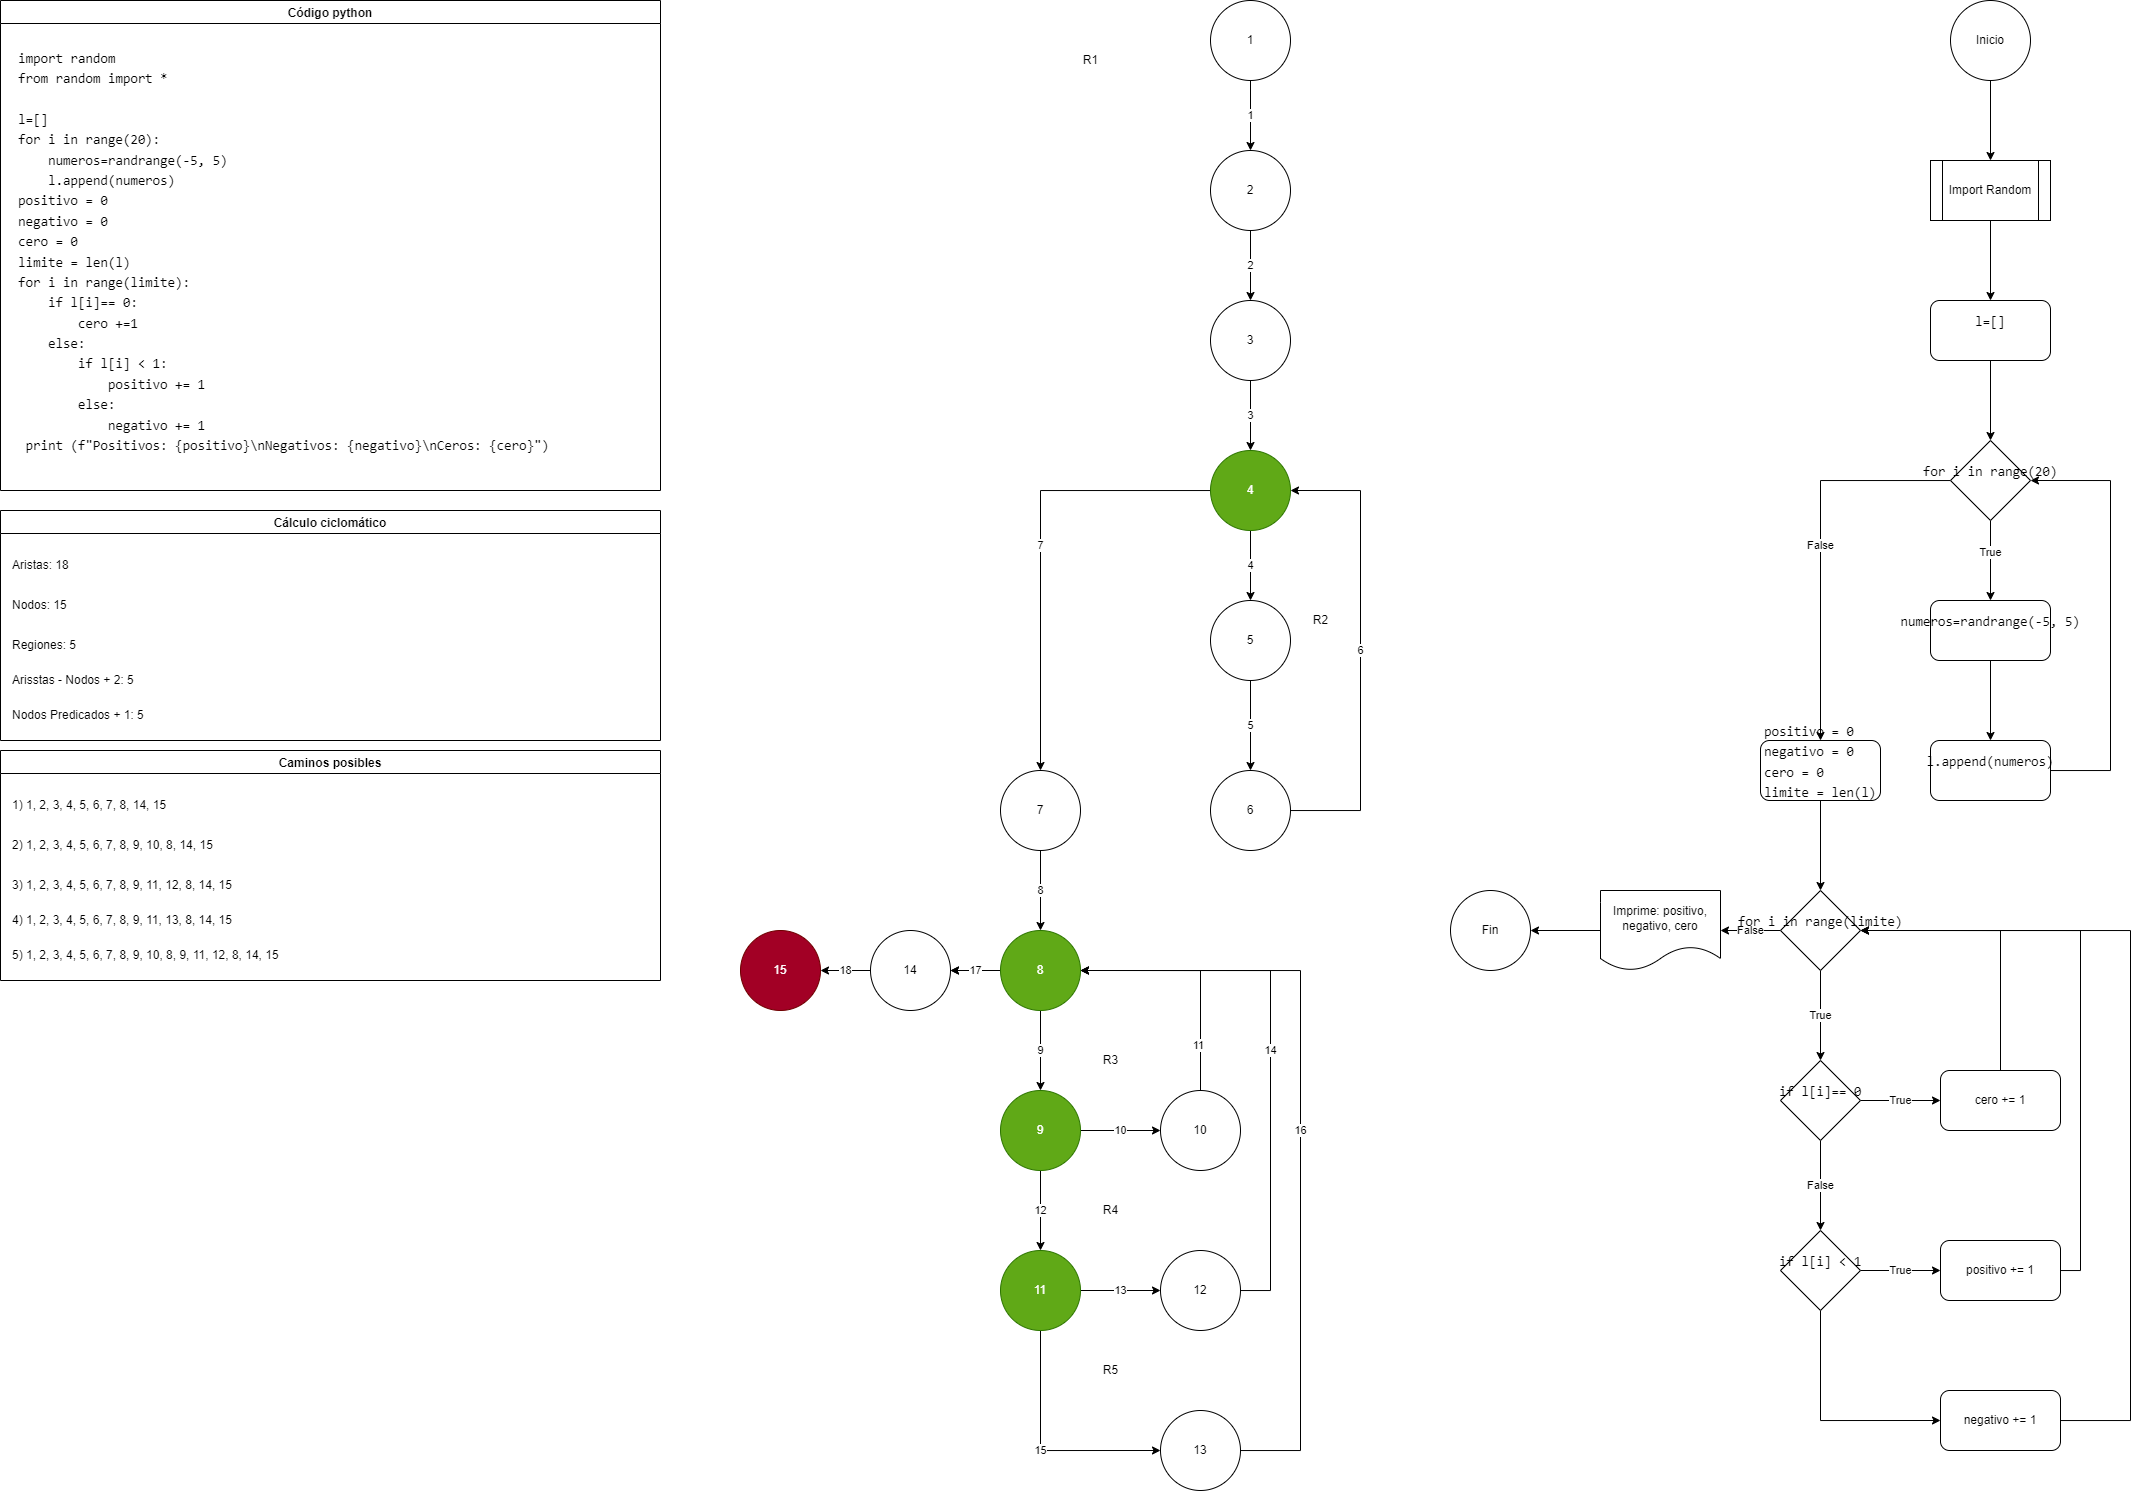 Código python
import random
from random import *
l=[]
for i in range(20):
    numeros=randrange(-5, 5)
    l.append(numeros)
positivo = 0
negativo = 0
cero = 0
limite = len(l)
for i in range(limite):
    if l[i]== 0:
        cero +=1
    else:
        if l[i] < 1:
            positivo += 1
        else:
            negativo += 1
 print (f"Positivos: {positivo}\nNegativos: {negativo}\nCeros: {cero}")
Cálculo ciclomático
Aristas: 18
Nodos: 15
Regiones: 5
Arisstas - Nodos + 2: 5
Nodos Predicados + 1: 5
Caminos posibles
1) 1, 2, 3, 4, 5, 6, 7, 8, 14, 15
2) 1, 2, 3, 4, 5, 6, 7, 8, 9, 10, 8, 14, 15
3) 1, 2, 3, 4, 5, 6, 7, 8, 9, 11, 12, 8, 14, 15
4) 1, 2, 3, 4, 5, 6, 7, 8, 9, 11, 13, 8, 14, 15
5) 1, 2, 3, 4, 5, 6, 7, 8, 9, 10, 8, 9, 11, 12, 8, 14, 15
1
R1
1
2
2
3
3
4
7
4
5
R2
6
5
7
6
8
15
18
14
17
8
9
R3
11
14
9
10
10
16
12
R4
11
13
12
R5
15
13
Inicio
Import Random
l=[]
for i in range(20)
False
True
numeros=randrange(-5, 5)
positivo = 0
negativo = 0
cero = 0
limite = len(l)
l.append(numeros)
Fin
Imprime: positivo,
negativo, cero
False
for i in range(limite)
True
if l[i]== 0
True
cero += 1
False
if l[i] < 1
True
positivo += 1
negativo += 1